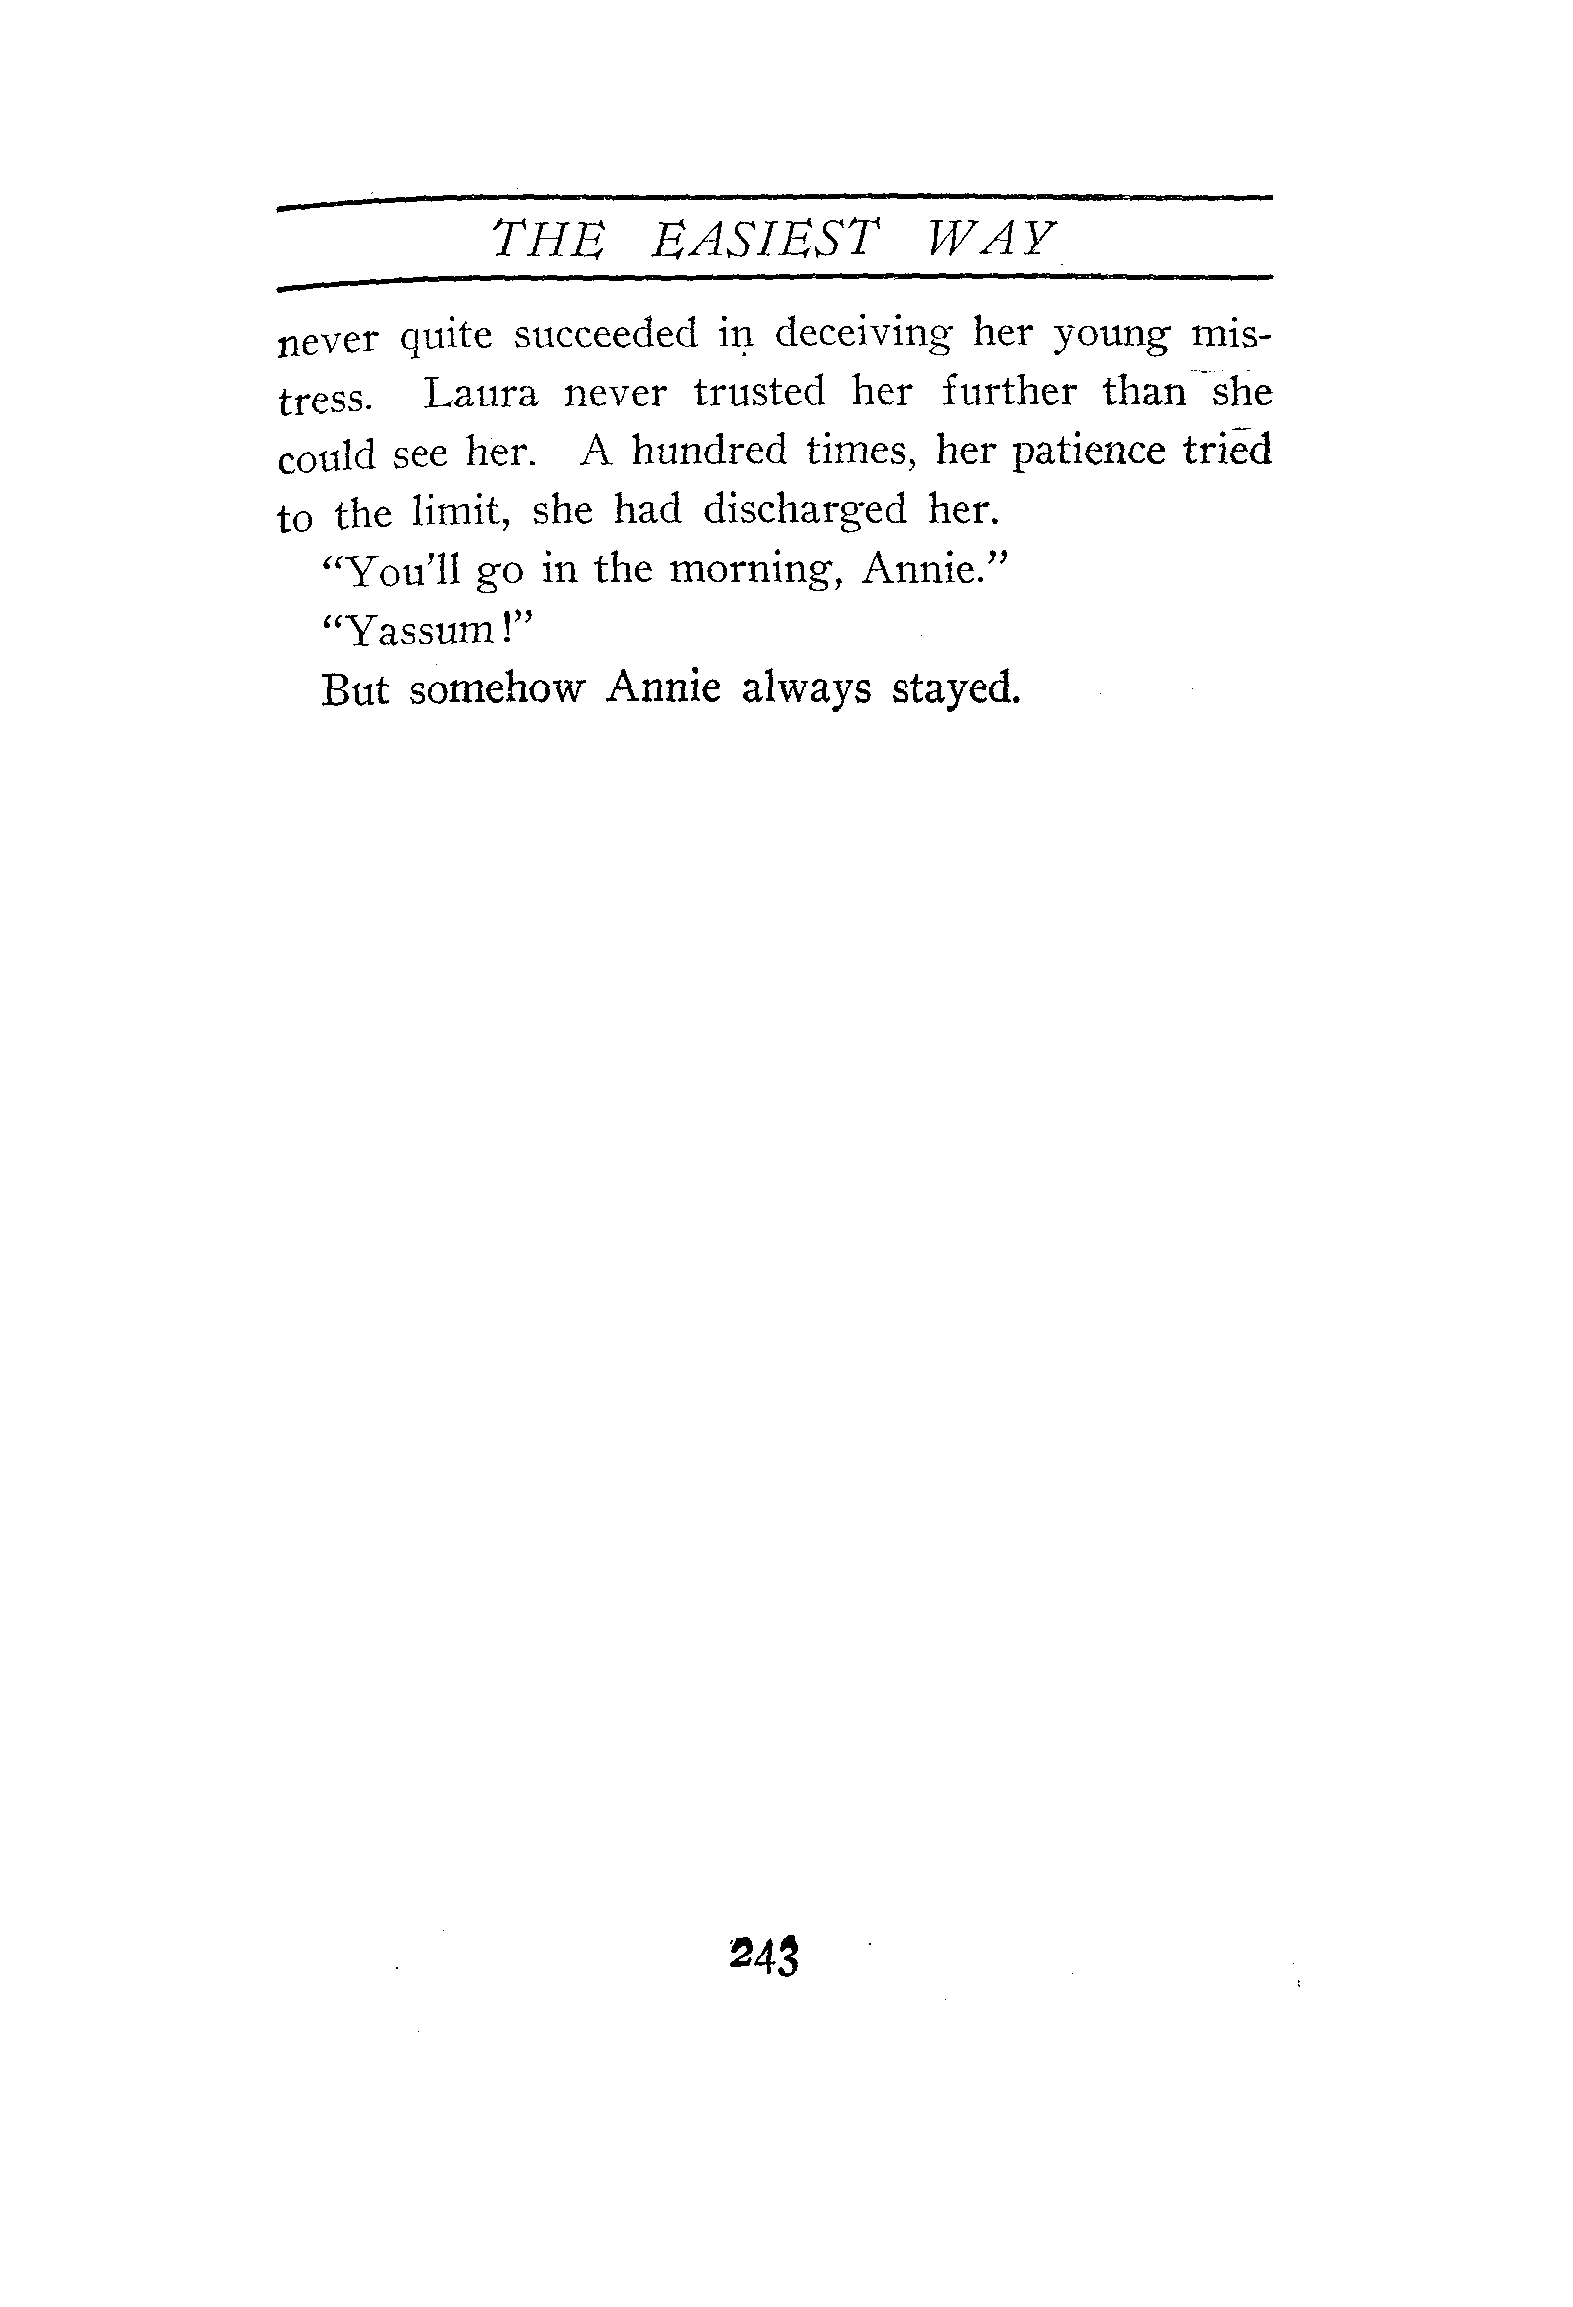 THE EASIEST WAY
never quite succeeded in deceiving her young mis-
tress. Laura never trusted her further than she
could see her. A hundred times, her patience tried
to the limit, she had discharged her.
“You’ll go in the morning, Annie.”
“Yassum!”
But somehow Annie always stayed.
243